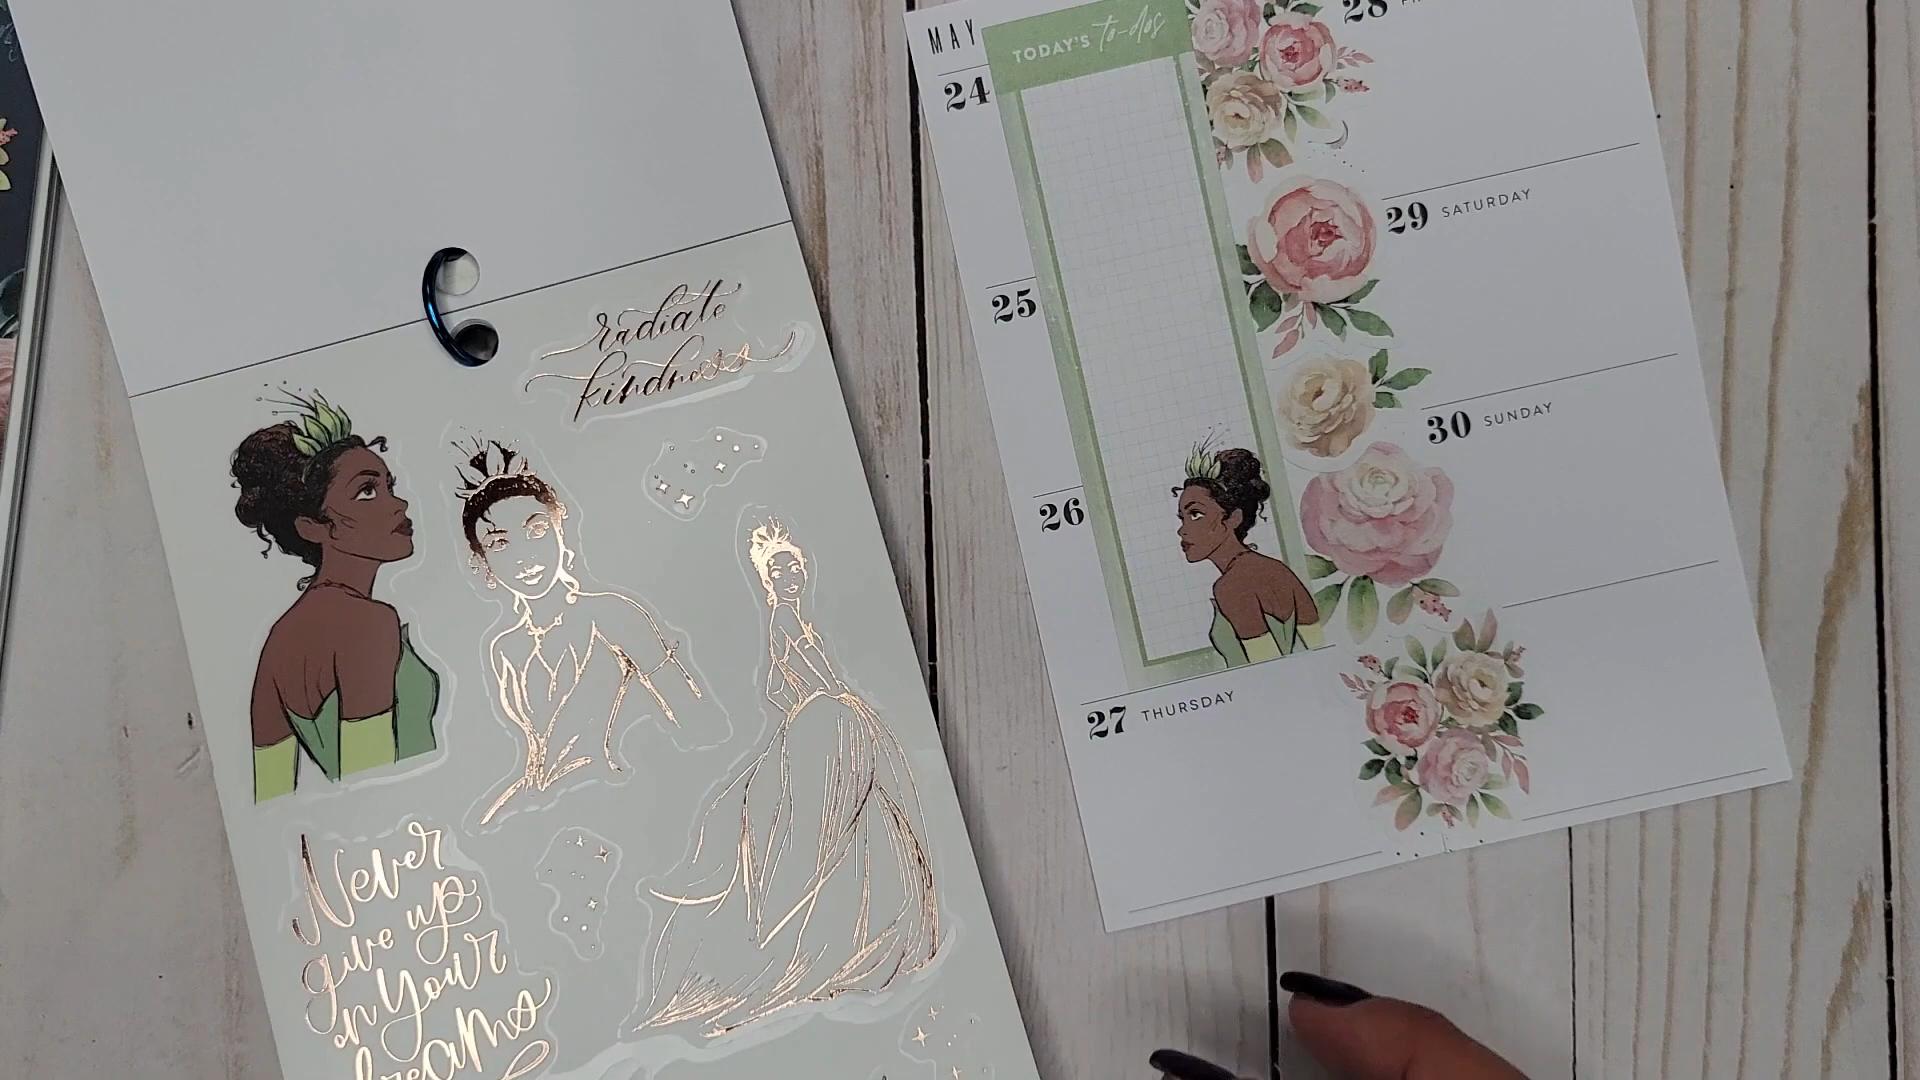 radiate
kindness
Never
give up
on Your
dreams
MAY
TODAY'S to-dos
24
25
26
27 THURSDAY
28
29 SATURDAY
30 SUNDAY